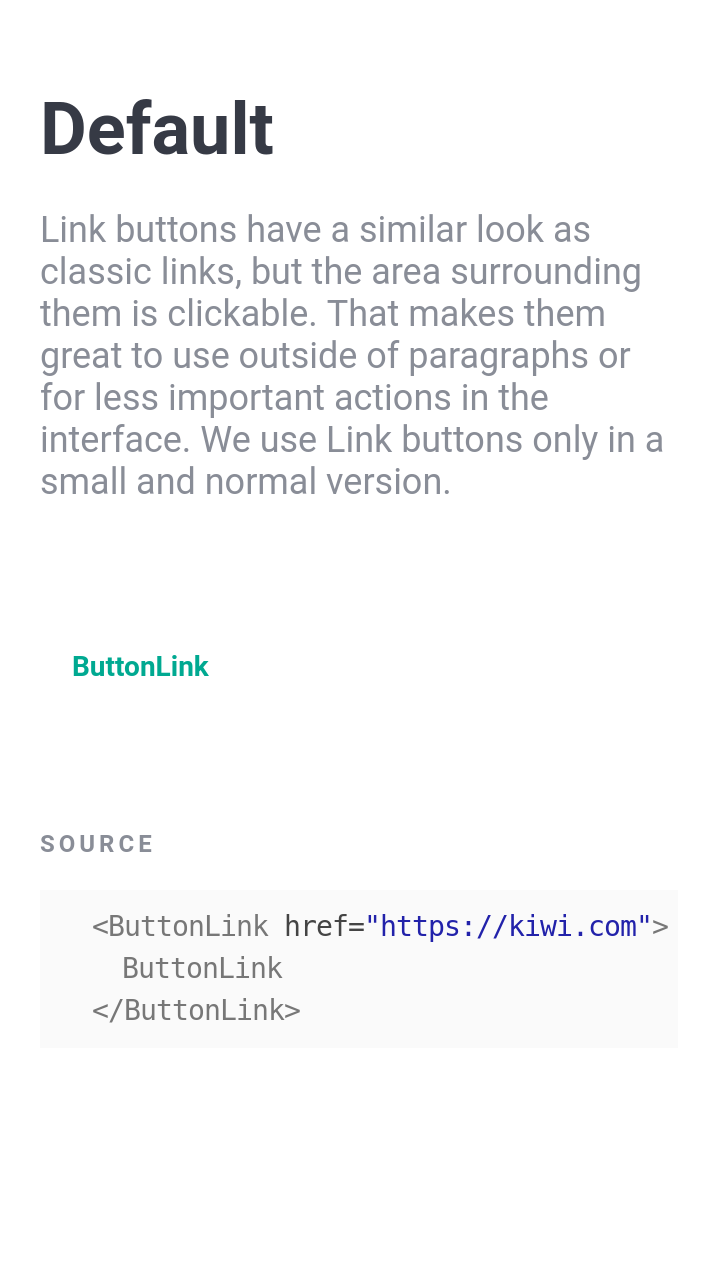 Default
Link buttons have a similar look as
classic links, but the area surrounding
them is clickable. That makes them
great to use outside of paragraphs or
for less important actions in the
interface. We use Link buttons only in a
small and normal version.
ButtonLink
SOURCE
<ButtonLink href="https://kiwi.com">
  ButtonLink
</ButtonLink>